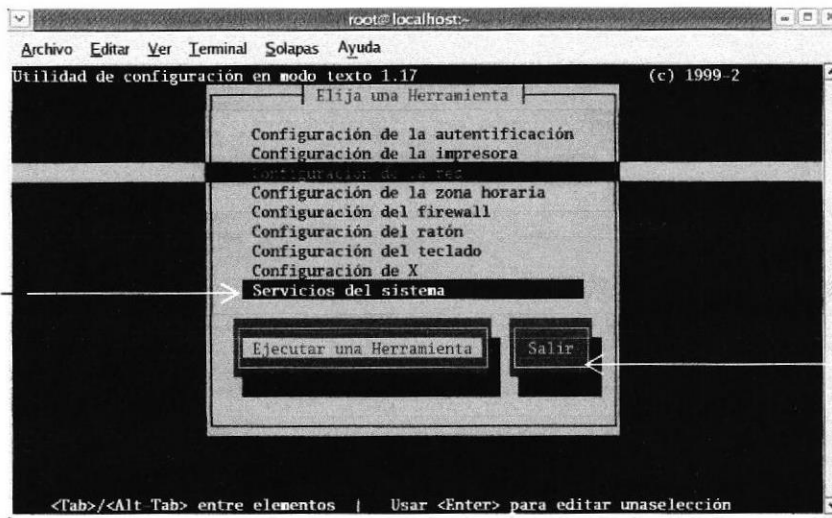 root@localhost:~
Archivo Editar Ver Terminal Solapas Ayuda
Utilidad de configuración en modo texto 1.17 (c) 1999-2
Elija una Herramienta
Configuración de la autentificación
Configuración de la impresora
Configuración de la red
Configuración de la zona horaria
Configuración del firewall
Configuración del ratón
Configuración del teclado
Configuración de X
Servicios del sistema
Ejecutar una Herramienta Salir
<Tab>/<Alt-Tab> entre elementos | Usar <Enter> para editar unaselección